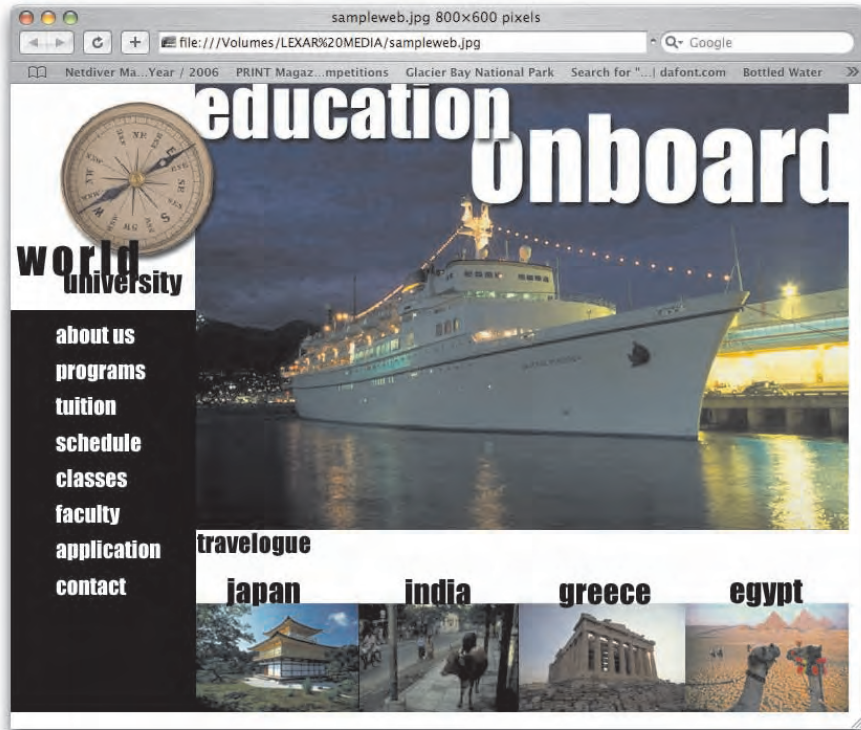 sampleweb.jpg 800×600 pixels
file:///Volumes/LEXAR%20MEDIA/sampleweb.jpg
Google
Netdiver Ma...Year / 2006 PRINT Magaz...mpetitions Glacier Bay National Park Search for "...| dafont.com Bottled Water
education
onboard
world
university
about us
programs
tuition
schedule
classes
faculty
application
contact
travelogue
japan india greece egypt